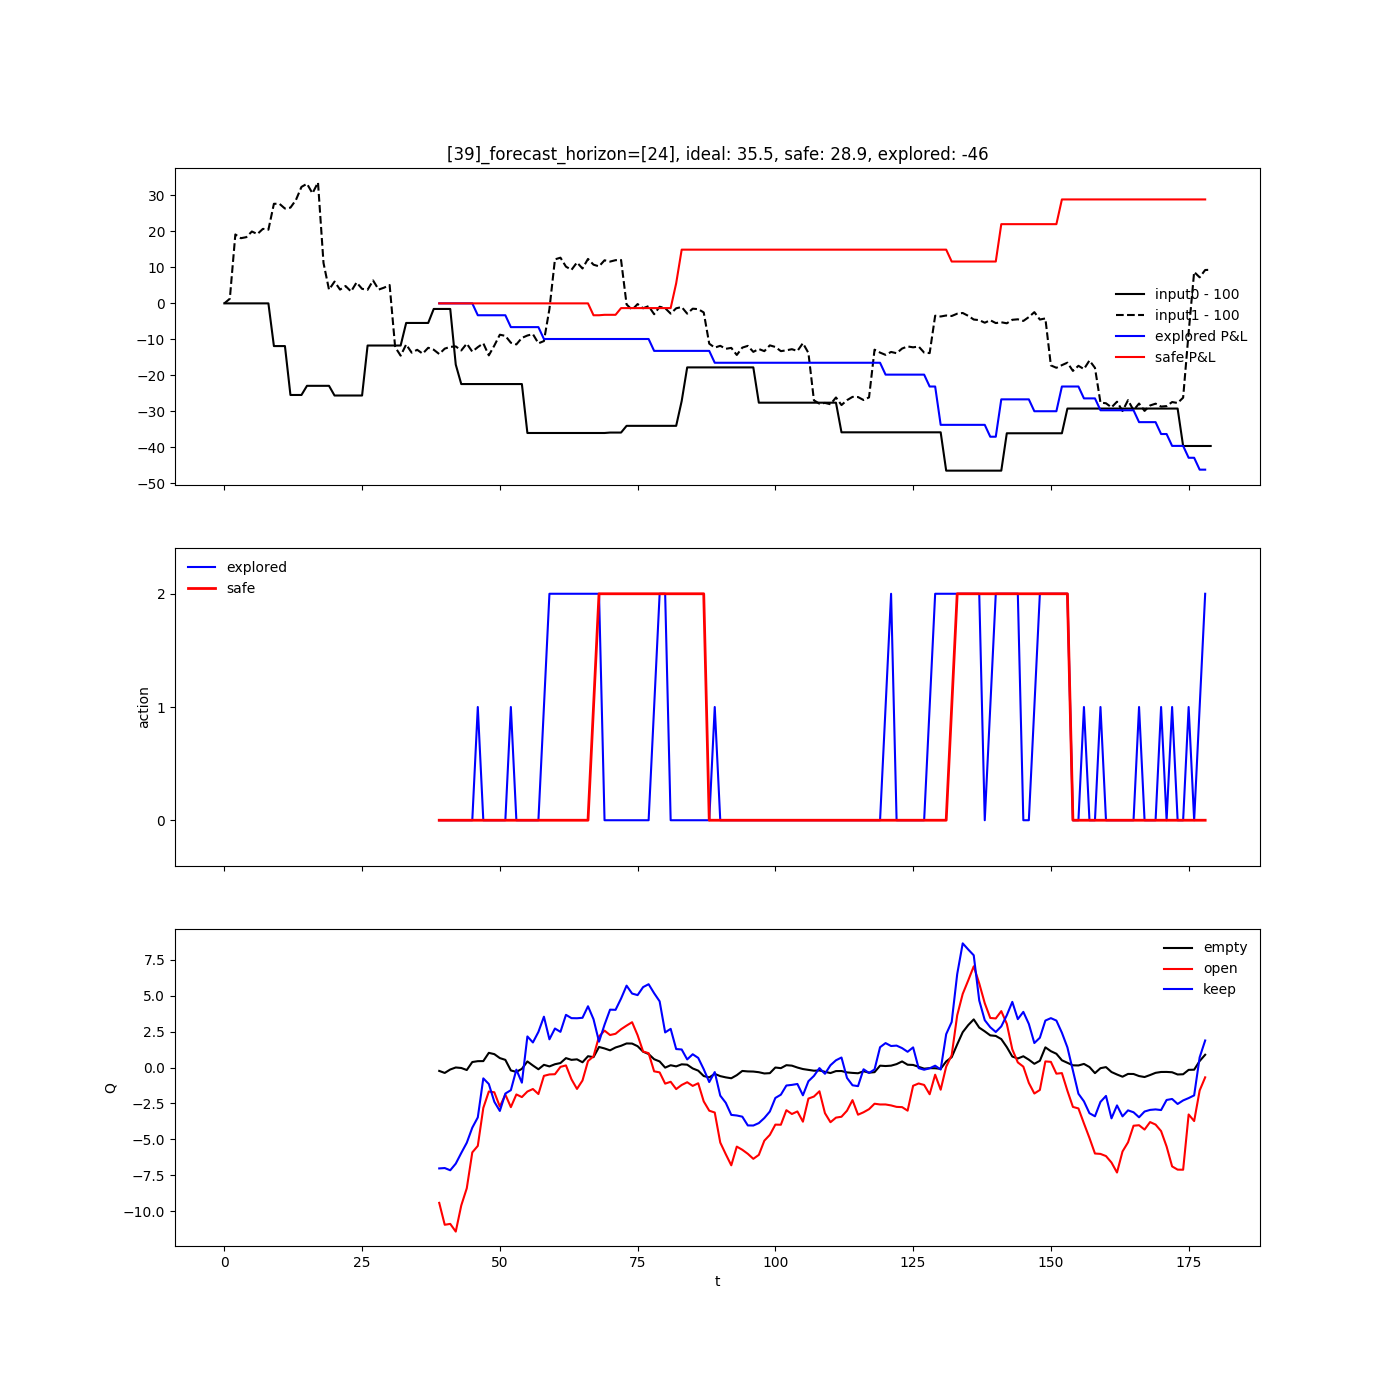 [39]_forecast_horizon=[24], ideal: 35.5, safe: 28.9, explored: -46
30
20
10
0
−10
−20
−30
−40
−50
input0 - 100
input1 - 100
explored P&L
safe P&L
explored
safe
2
1
0
action
empty
open
keep
7.5
5.0
2.5
0.0
−2.5
−5.0
−7.5
−10.0
Q
0 25 50 75 100 125 150 175
t